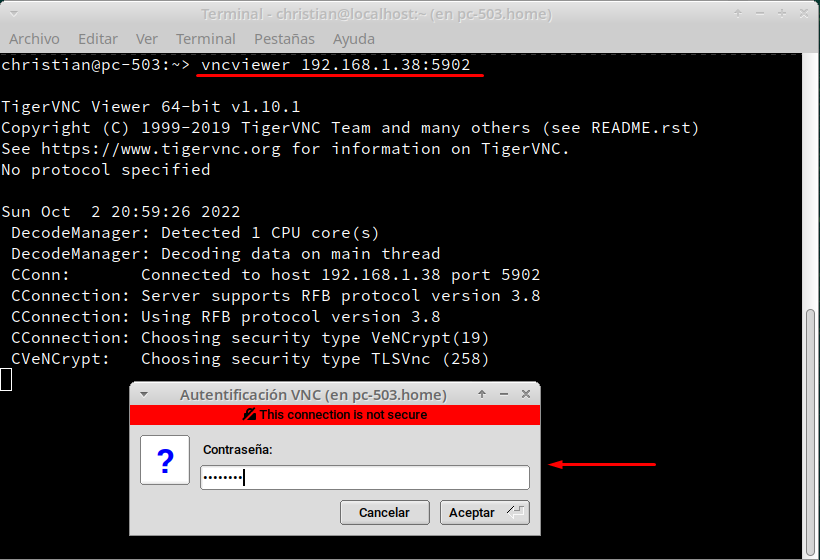 Terminal - christian@localhost:~ (en pc-503.home)
Archivo Editar Ver Terminal Pestañas Ayuda
christian@pc-503:~> vncviewer 192.168.1.38:5902
TigerVNC Viewer 64-bit v1.10.1
Copyright (C) 1999-2019 TigerVNC Team and many others (see README.rst)
See https://www.tigervnc.org for information on TigerVNC.
No protocol specified
Sun Oct  2 20:59:26 2022
DecodeManager: Detected 1 CPU core(s)
DecodeManager: Decoding data on main thread
CConn:       Connected to host 192.168.1.38 port 5902
CConnection: Server supports RFB protocol version 3.8
CConnection: Using RFB protocol version 3.8
CConnection: Choosing security type VeNCrypt(19)
CVeNCrypt:   Choosing security type TLSVnc (258)
Autentificación VNC (en pc-503.home)
This connection is not secure
?
Contraseña:
••••••••
Cancelar Aceptar